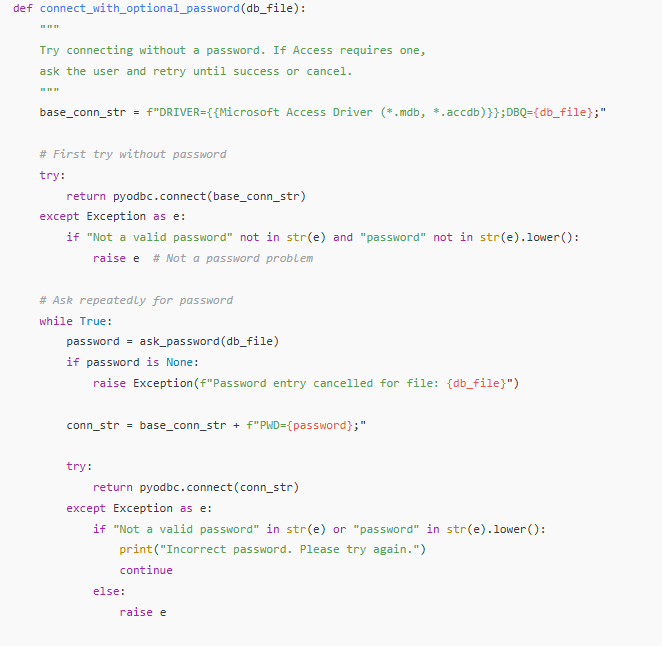 def connect_with_optional_password(db_file):
    """
    Try connecting without a password. If Access requires one,
    ask the user and retry until success or cancel.
    """
    base_conn_str = f"DRIVER={{Microsoft Access Driver (*.mdb, *.accdb)}};DBQ={db_file};"

    # First try without password
    try:
        return pyodbc.connect(base_conn_str)
    except Exception as e:
        if "Not a valid password" not in str(e) and "password" not in str(e).lower():
            raise e  # Not a password problem

    # Ask repeatedly for password
    while True:
        password = ask_password(db_file)
        if password is None:
            raise Exception(f"Password entry cancelled for file: {db_file}")

        conn_str = base_conn_str + f"PWD={password};"

        try:
            return pyodbc.connect(conn_str)
        except Exception as e:
            if "Not a valid password" in str(e) or "password" in str(e).lower():
                print("Incorrect password. Please try again.")
                continue
            else:
                raise e